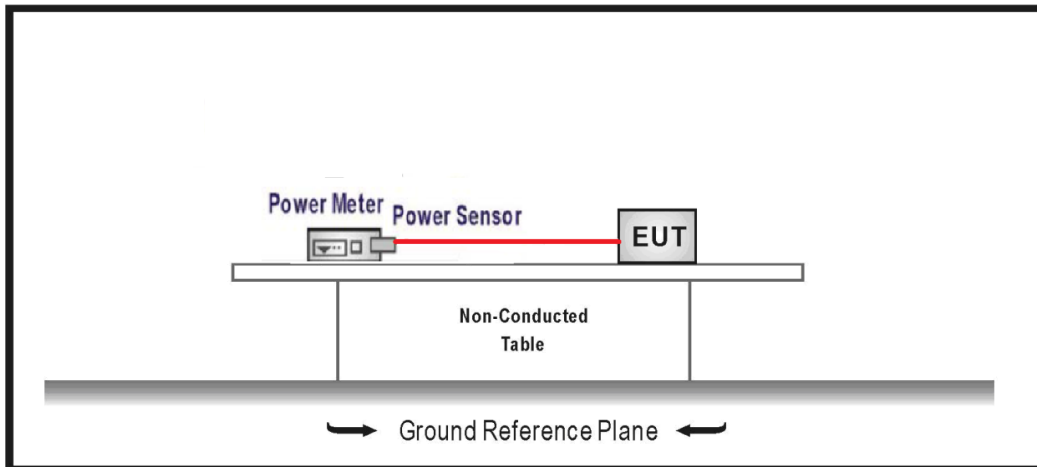 Power Meter
Power Sensor
EUT
Non-Conducted
Table
Ground Reference Plane